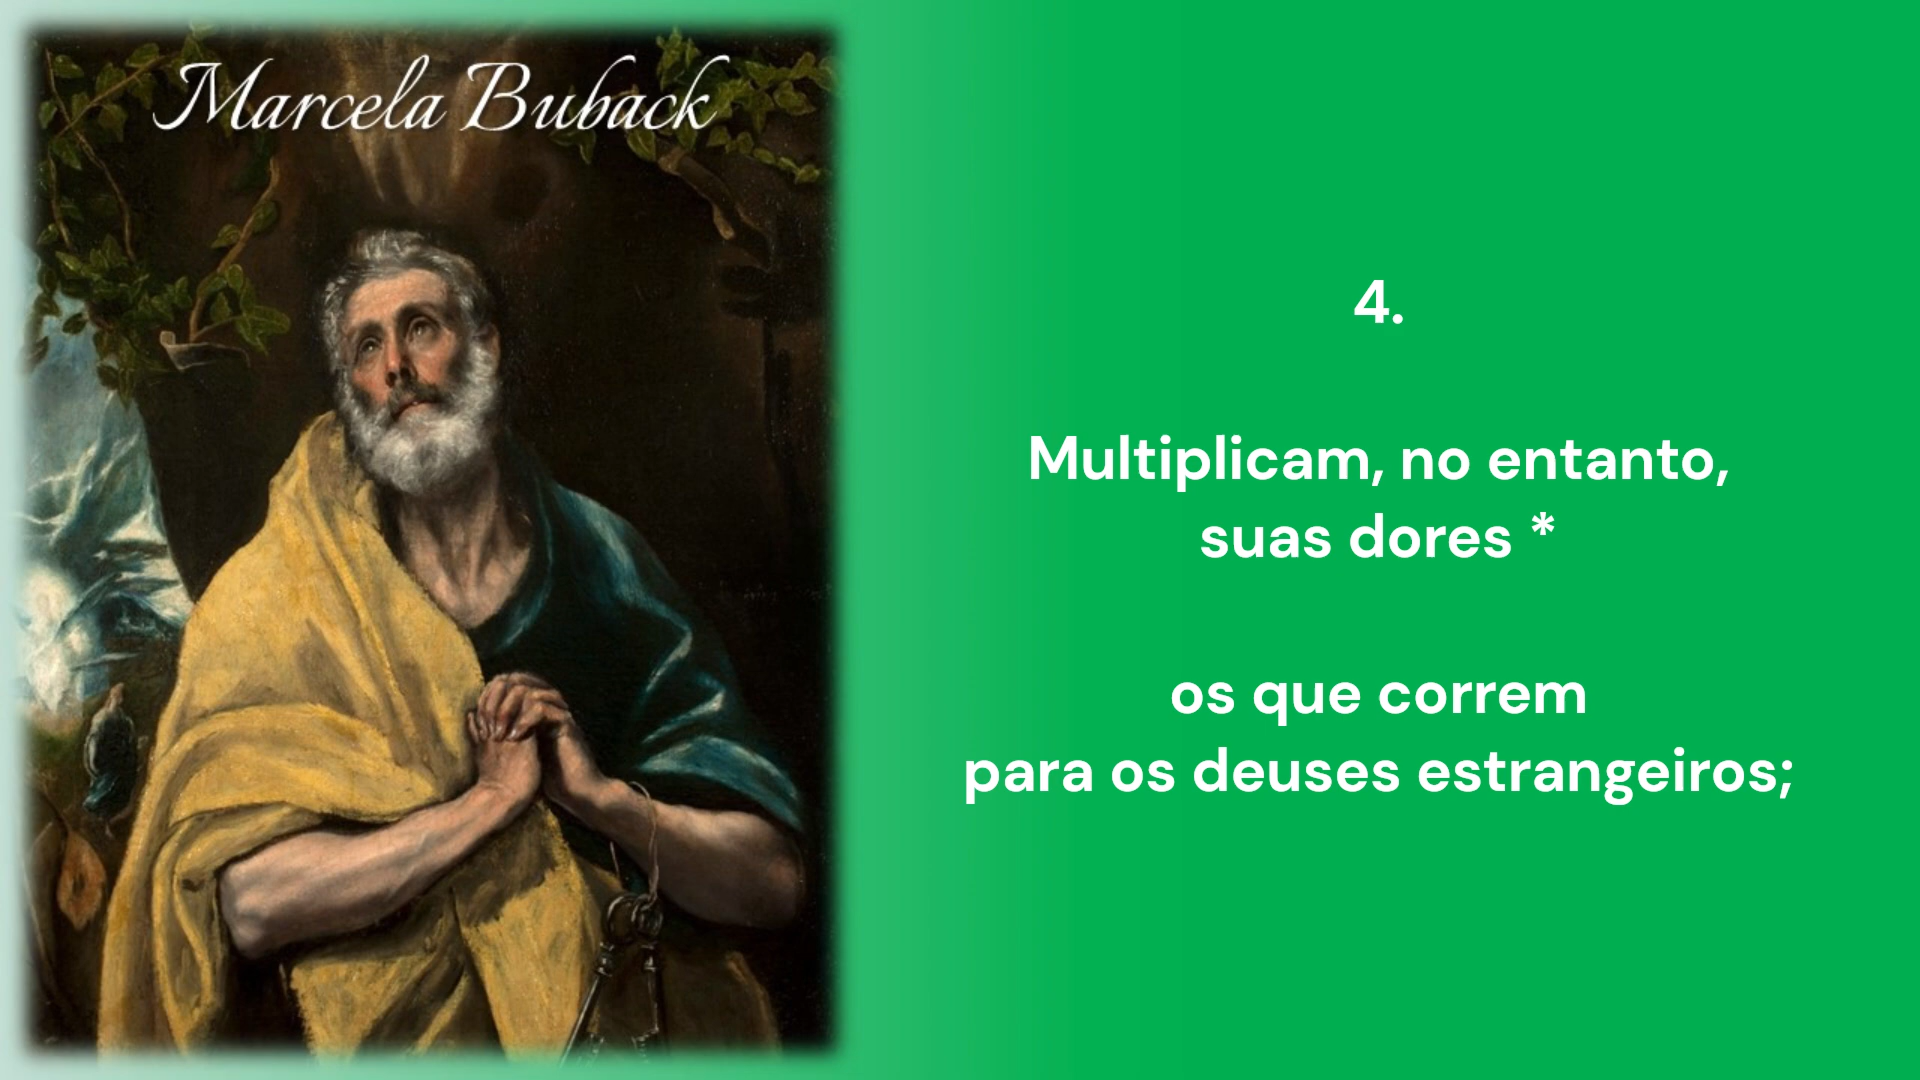 Marcela Buback
4.
Multiplicam, no entanto,
suas dores *
os que correm
para os deuses estrangeiros;